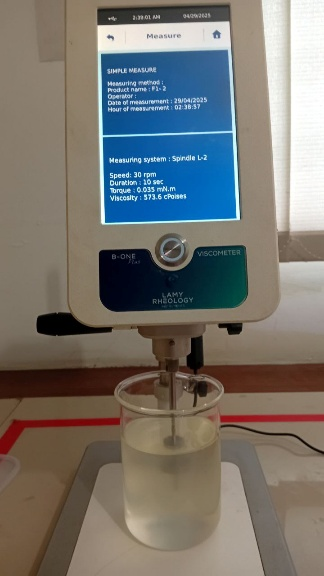 2:39:01 AM 04/29/2025
Measure
SIMPLE MEASURE
Measuring method :
Product name : F1- 2
Operator :
Date of measurement : 29/04/2025
Hour of measurement : 02:38:57
Measuring system : Spindle L-2
Speed: 30 rpm
Duration : 10 sec
Torque : 0.035 mN.m
Viscosity : 573.6 cPoises
B-ONE
VISCOMETER
LAMY
RHEOLOGY